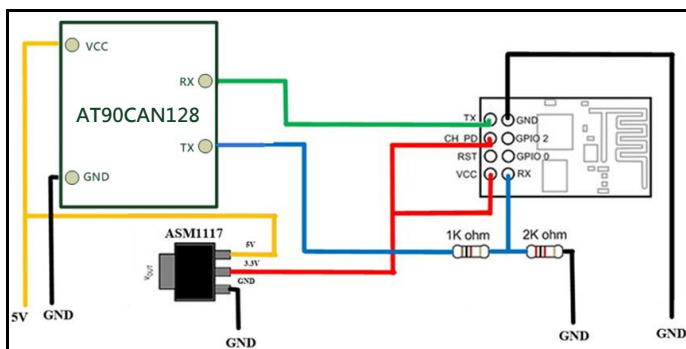 VCC
RX
AT90CAN128
TX
GND
TX
GND
CH_PD
GPIO 2
RST
GPIO 0
VCC
RX
ASM1117
5V
3.3V
GND
VOUT
1K ohm
2K ohm
5V
GND
GND
GND
GND